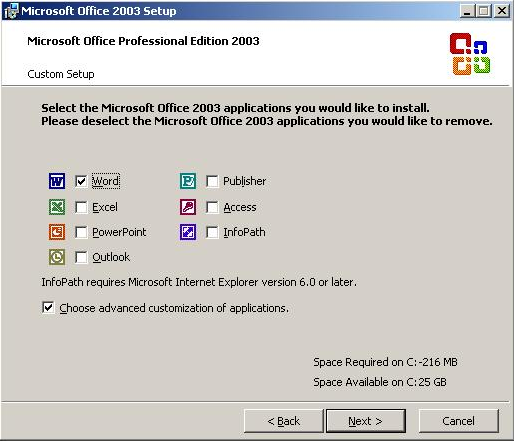 Microsoft Office 2003 Setup
Microsoft Office Professional Edition 2003
Custom Setup
Select the Microsoft Office 2003 applications you would like to install.
Please deselect the Microsoft Office 2003 applications you would like to remove.
Word
Publisher
Excel
Access
PowerPoint
InfoPath
Outlook
InfoPath requires Microsoft Internet Explorer version 6.0 or later.
Choose advanced customization of applications.
Space Required on C:-216 MB
Space Available on C:25 GB
< Back
Next >
Cancel